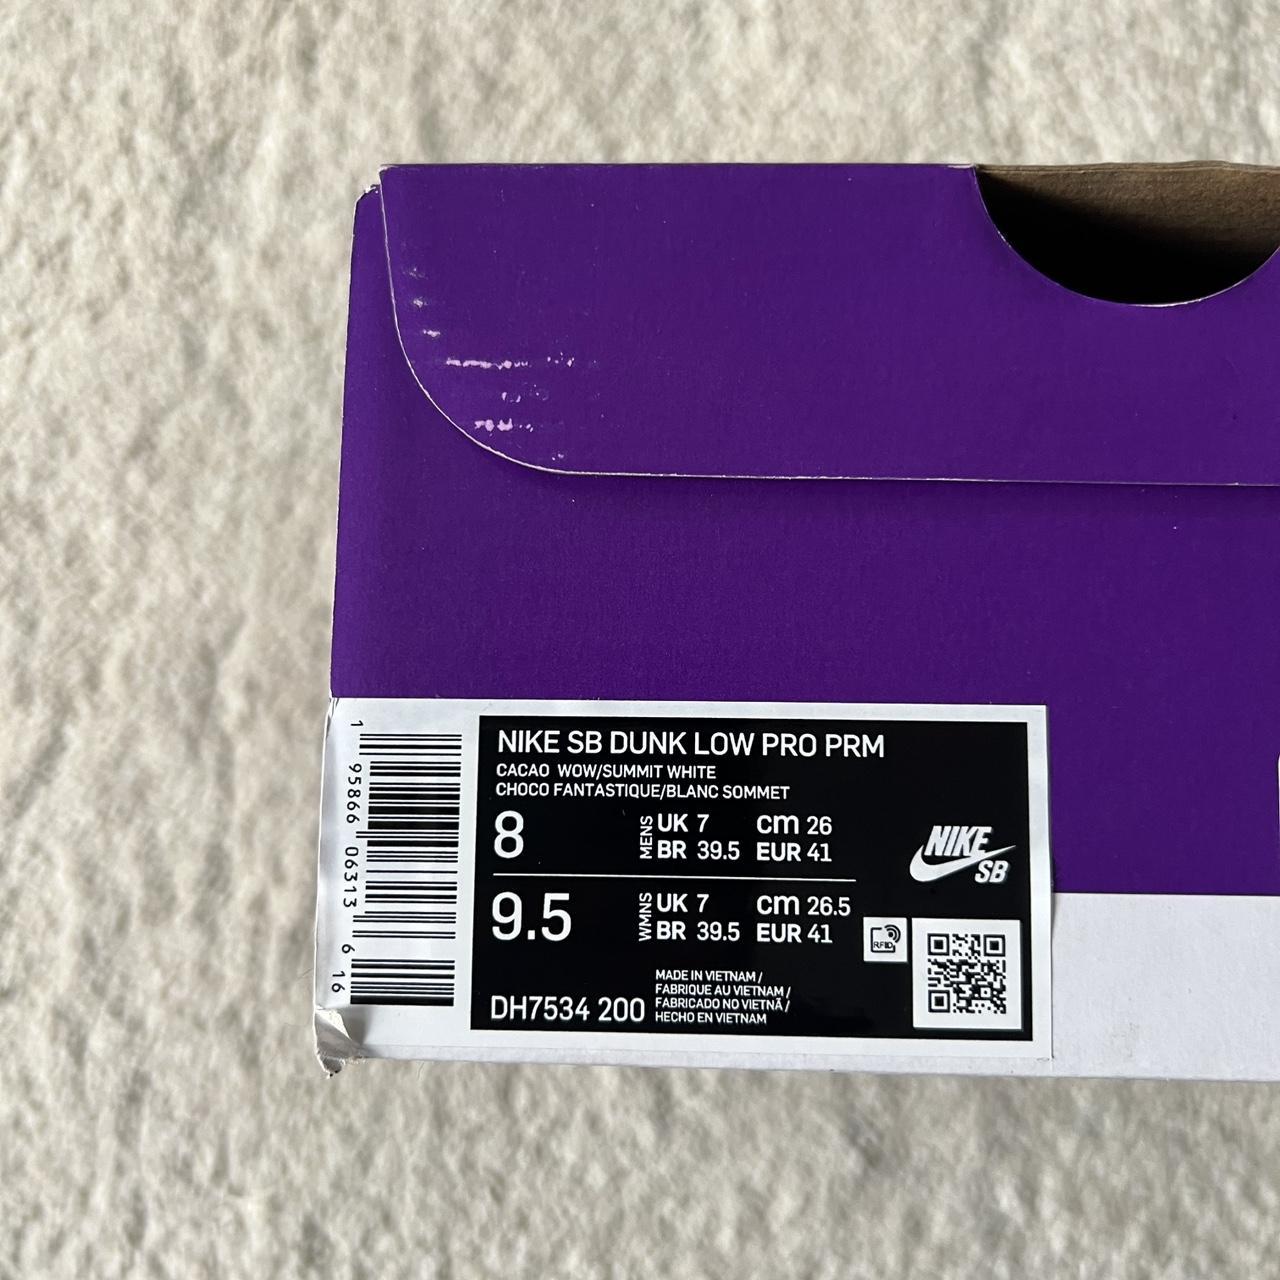 NIKE SB DUNK LOW PRO PRM
CACAO WOW/SUMMIT WHITE
CHOCO FANTASTIQUE/BLANC SOMMET
8 MENS UK 7 CM 26
BR 39.5 EUR 41
9.5 WMNS UK 7 CM 26.5
BR 39.5 EUR 41
NIKE
SB
RFID
DH7534 200
MADE IN VIETNAM /
FABRIQUE AU VIETNAM /
FABRICADO NO VIETNÃ /
HECHO EN VIETNAM
1 95866 06313 6 16